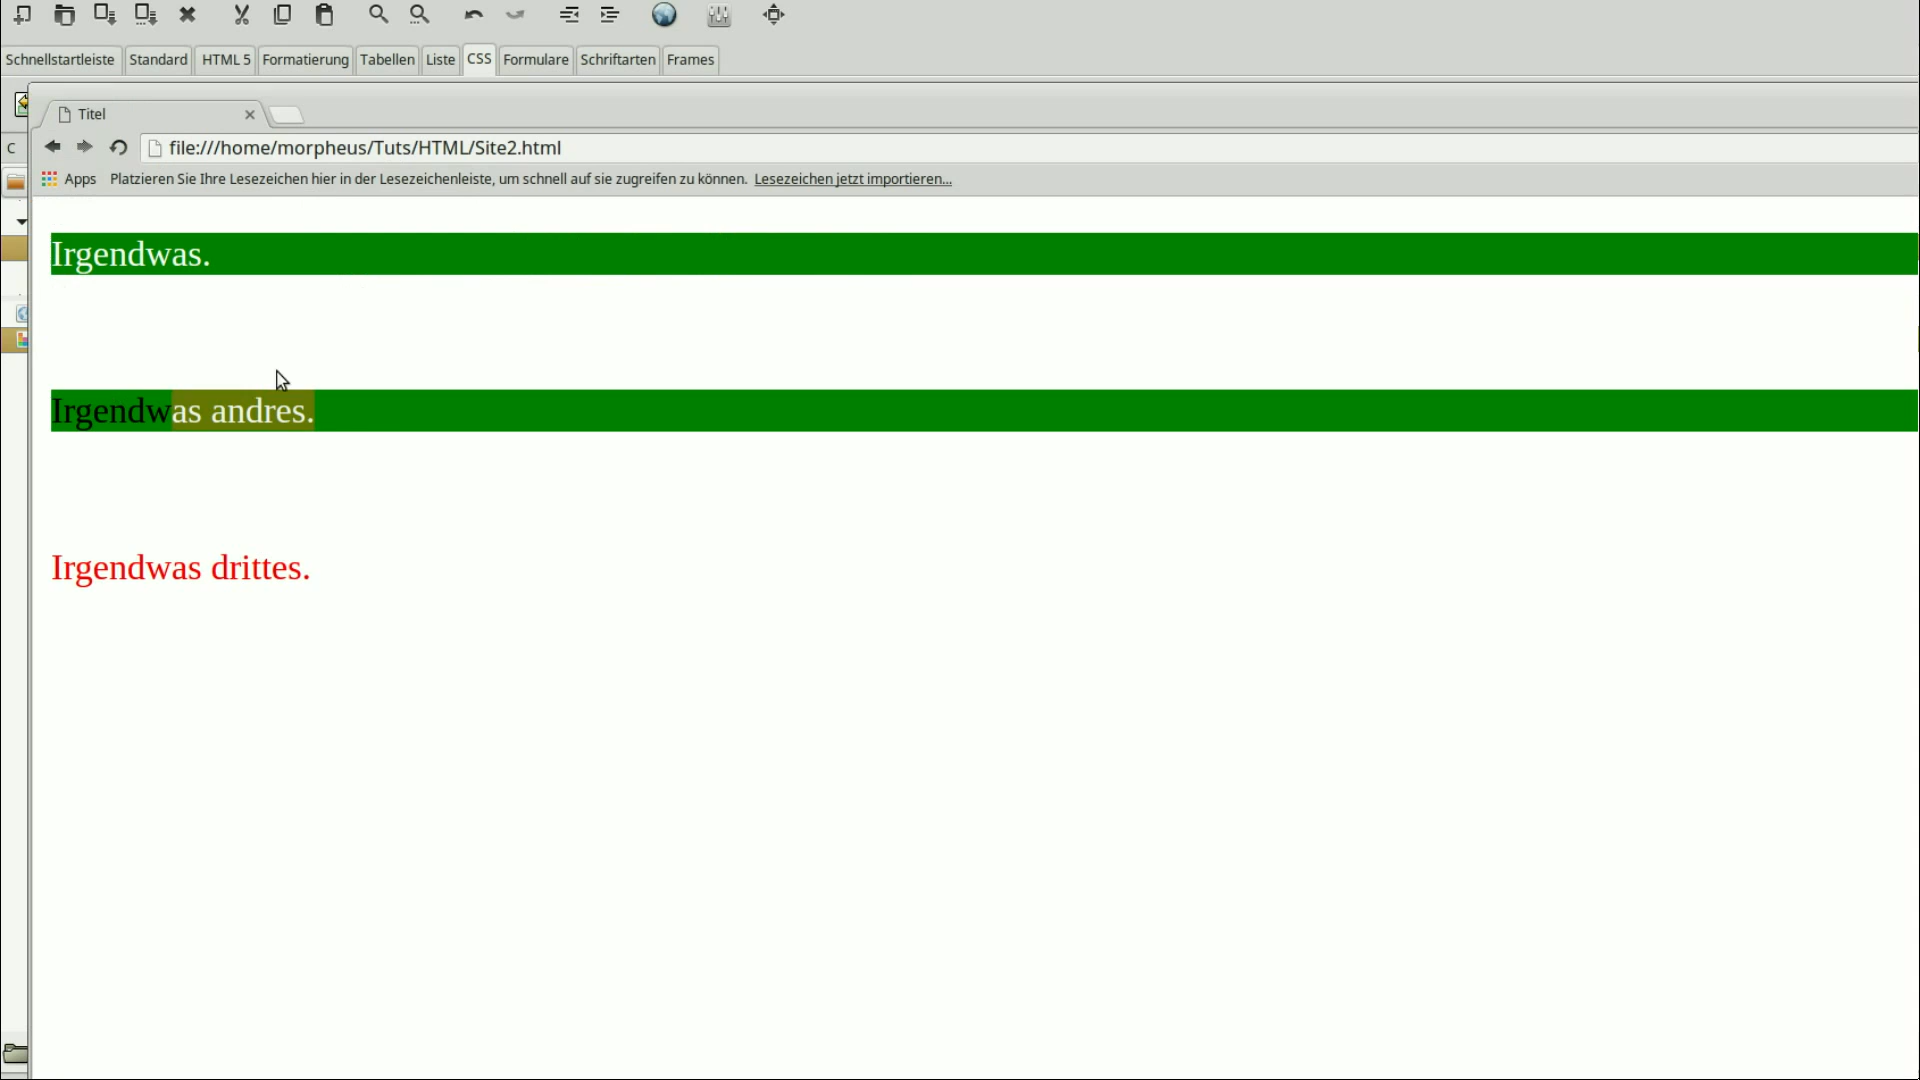 Schnellstartleiste Standard HTML 5 Formatierung Tabellen Liste CSS Formulare Schriftarten Frames
Titel
C
file:///home/morpheus/Tuts/HTML/Site2.html
Apps Platzieren Sie Ihre Lesezeichen hier in der Lesezeichenleiste, um schnell auf sie zugreifen zu können. Lesezeichen jetzt importieren...
Irgendwas.
Irgendwas andres.
Irgendwas drittes.